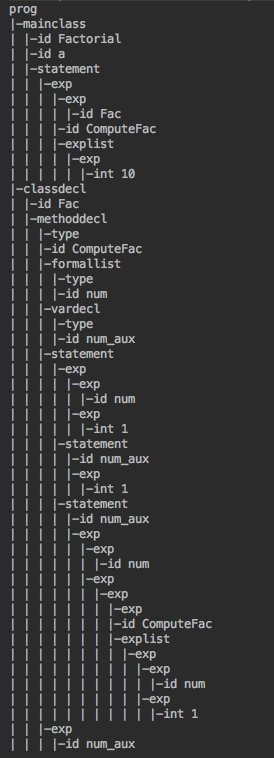 prog
|-mainclass
| |-id Factorial
| |-id a
| |-statement
| | |-exp
| | | |-exp
| | | | |-id Fac
| | | |-id ComputeFac
| | | |-explist
| | | | |-exp
| | | | | |-int 10
|-classdecl
| |-id Fac
| |-methoddecl
| | |-type
| | |-id ComputeFac
| | |-formallist
| | | |-type
| | | |-id num
| | |-vardecl
| | | |-type
| | | |-id num_aux
| | |-statement
| | | |-exp
| | | | |-exp
| | | | | |-id num
| | | | |-exp
| | | | | |-int 1
| | | |-statement
| | | | |-id num_aux
| | | | |-exp
| | | | | |-int 1
| | | |-statement
| | | | |-id num_aux
| | | | |-exp
| | | | | |-exp
| | | | | | |-id num
| | | | | |-exp
| | | | | | |-exp
| | | | | | | |-exp
| | | | | | | |-id ComputeFac
| | | | | | | |-explist
| | | | | | | | |-exp
| | | | | | | | | |-exp
| | | | | | | | | | |-id num
| | | | | | | | | |-exp
| | | | | | | | | | |-int 1
| | |-exp
| | | |-id num_aux